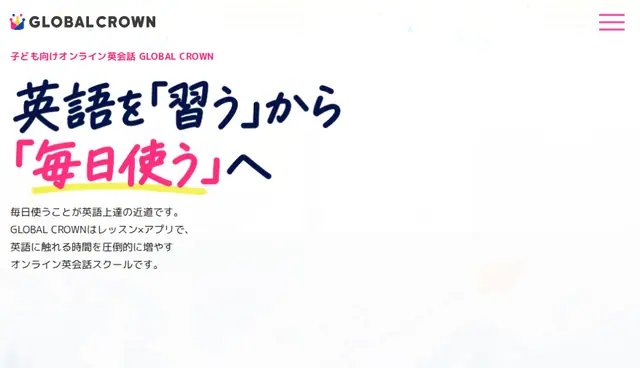 GLOBAL CROWN
子ども向けオンライン英会話 GLOBAL CROWN
英語を「習う」から
「毎日使う」へ
毎日使うことが英語上達の近道です。
GLOBAL CROWNはレッスン×アプリで、
英語に触れる時間を圧倒的に増やす
オンライン英会話スクールです。